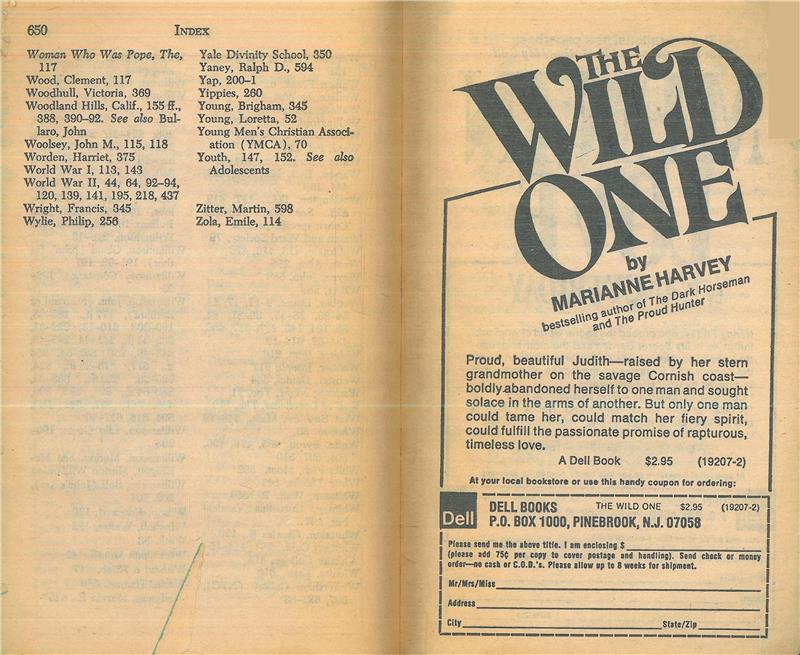 650
INDEX
Woman Who Was Pope, The,
117
Wood, Clement, 117
Woodhull, Victoria, 369
Woodland Hills, Calif., 155 ff.,
388, 390–92. See also Bul-
laro, John
Woolsey, John M., 115, 118
Worden, Harriet, 375
World War I, 113, 143
World War II, 44, 64, 92–94,
120, 139, 141, 195, 218, 437
Wright, Francis, 345
Wylie, Philip, 256
Yale Divinity School, 350
Yaney, Ralph D., 594
Yap, 200–1
Yippies, 260
Young, Brigham, 345
Young, Loretta, 52
Young Men's Christian Associ-
ation (YMCA), 70
Youth, 147, 152. See also
Adolescents
Zitter, Martin, 598
Zola, Emile, 114
THE
WILD
ONE
by
MARIANNE HARVEY
bestselling author of The Dark Horseman
and The Proud Hunter
Proud, beautiful Judith—raised by her stern
grandmother on the savage Cornish coast—
boldly abandoned herself to one man and sought
solace in the arms of another. But only one man
could tame her, could match her fiery spirit,
could fulfill the passionate promise of rapturous,
timeless love.
A Dell Book $2.95 (19207-2)
At your local bookstore or use this handy coupon for ordering:
Dell
DELL BOOKS THE WILD ONE $2.95 (19207-2)
P.O. BOX 1000, PINEBROOK, N.J. 07058
Please send me the above title. I am enclosing $
(please add 75¢ per copy to cover postage and handling). Send check or money
order—no cash or C.O.D.'s. Please allow up to 8 weeks for shipment.
Mr/Mrs/Miss
Address
City State/Zip